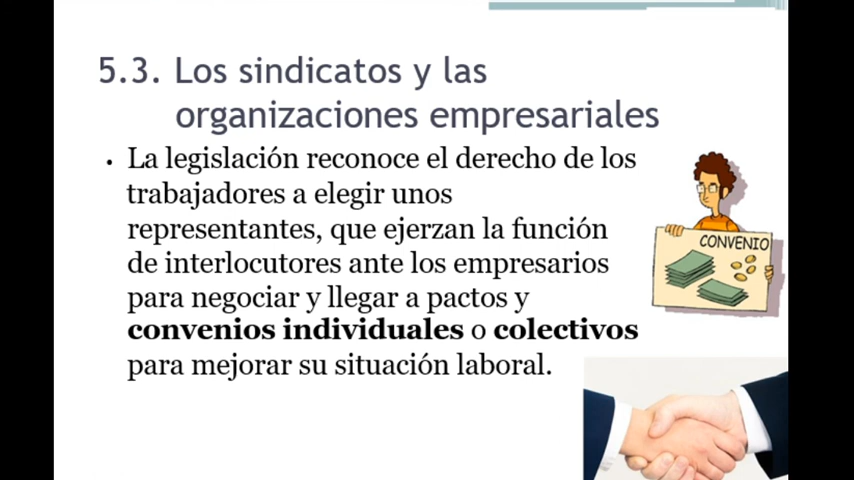 5.3. Los sindicatos y las
organizaciones empresariales
• La legislación reconoce el derecho de los
trabajadores a elegir unos
representantes, que ejerzan la función
de interlocutores ante los empresarios
para negociar y llegar a pactos y
convenios individuales o colectivos
para mejorar su situación laboral.
CONVENIO